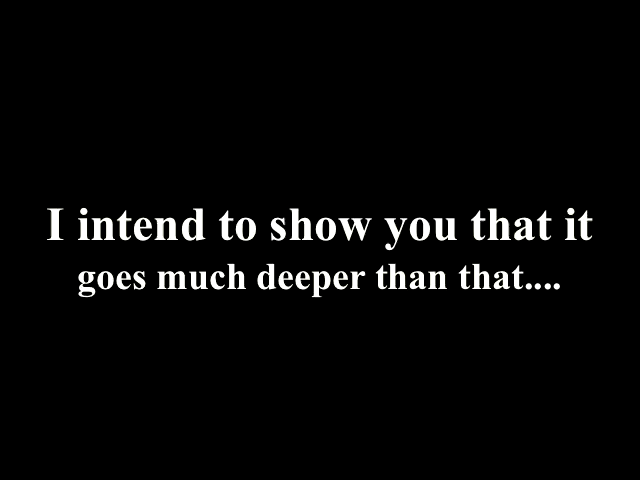 I intend to show you that it
goes much deeper than that....